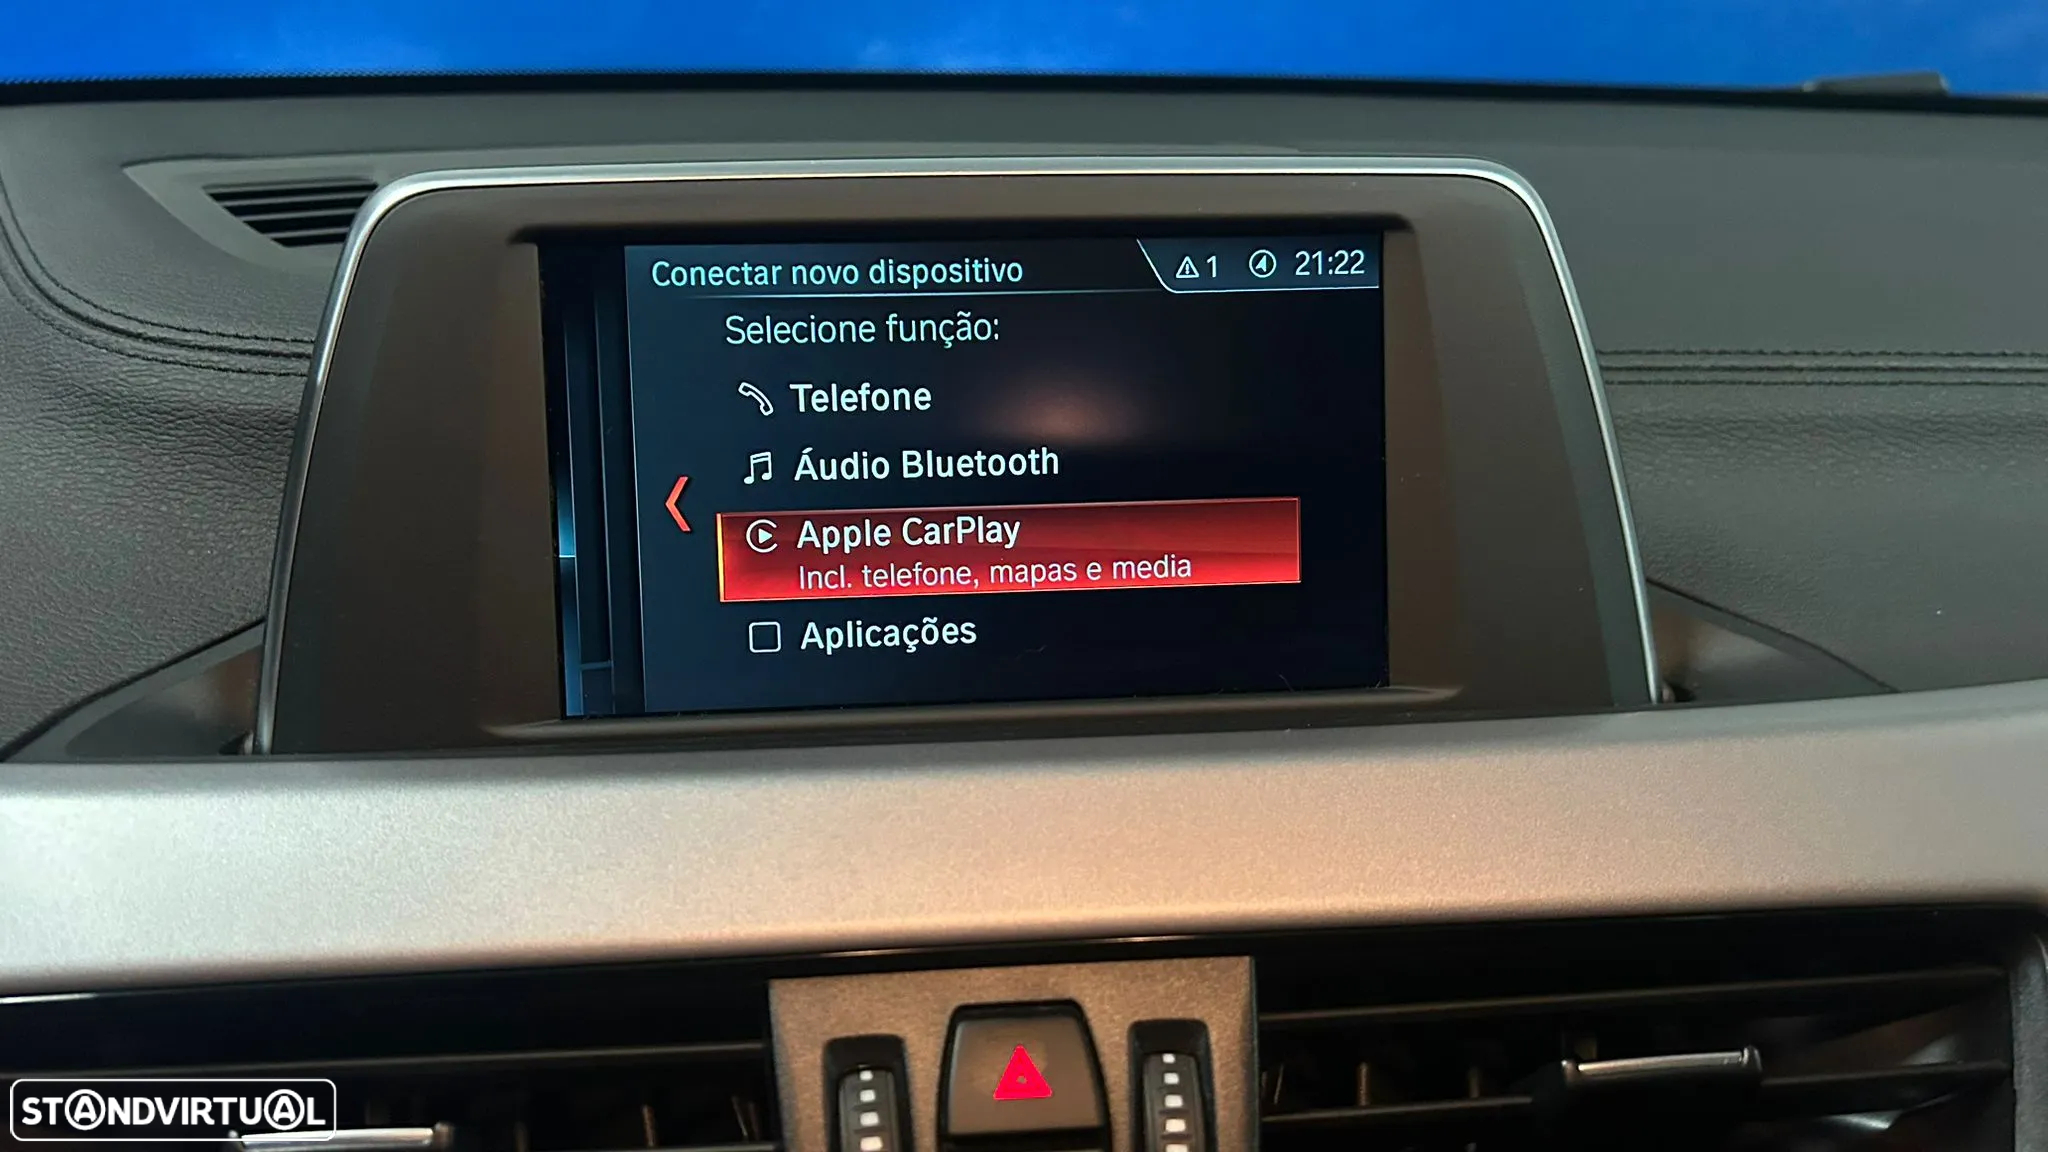 Conectar novo dispositivo
1 21:22
Selecione função:
Telefone
Áudio Bluetooth
Apple CarPlay
Incl. telefone, mapas e media
Aplicações
STANDVIRTUAL